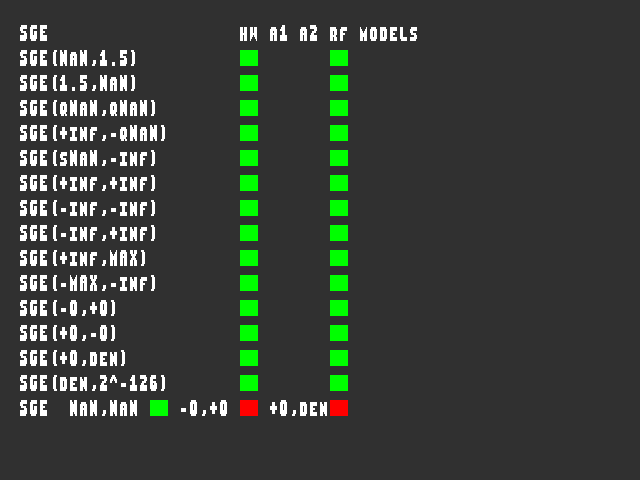 SGE HW A1 A2 RF MODELS
SGE(NAN,1.5)
SGE(1.5,NAN)
SGE(QNAN,QNAN)
SGE(+INF,-QNAN)
SGE(SNAN,-INF)
SGE(+INF,+INF)
SGE(-INF,-INF)
SGE(-INF,+INF)
SGE(+INF,MAX)
SGE(-MAX,-INF)
SGE(-0,+0)
SGE(+0,-0)
SGE(+0,DEN)
SGE(DEN,2^-126)
SGE NAN,NAN -0,+0 +0,DEN